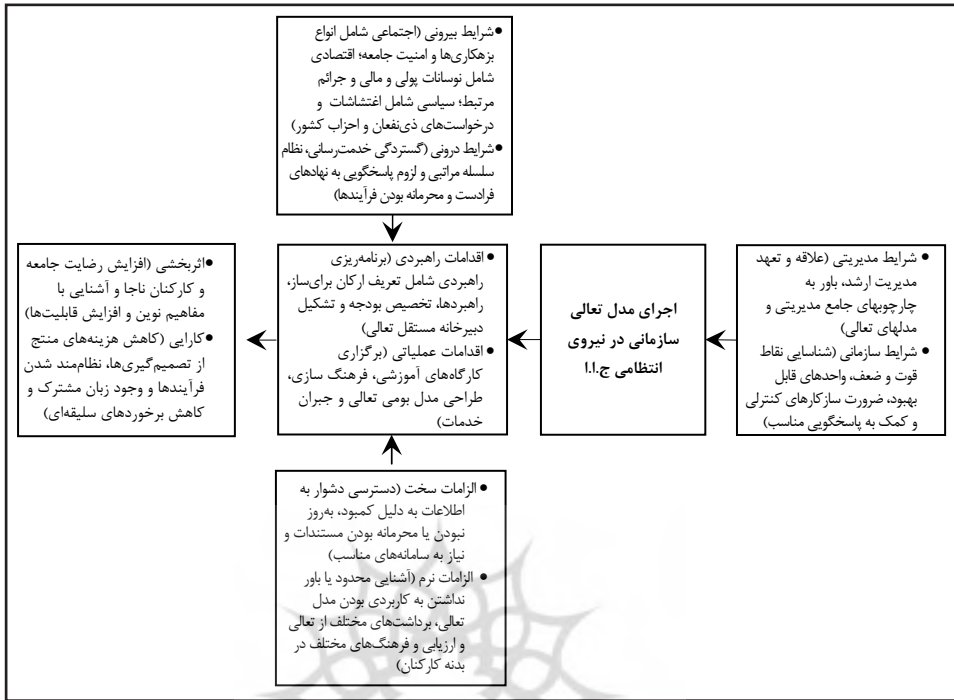 ●شرایط بیرونی (اجتماعی شامل انواع
بزهکاری‌ها و امنیت جامعه؛ اقتصادی
شامل نوسانات پولی و مالی و جرائم
مرتبط؛ سیاسی شامل اغتشاشات و
درخواست‌های ذی‌نفعان و احزاب کشور)
●شرایط درونی (گستردگی خدمت‌رسانی، نظام
سلسله مراتبی و لزوم پاسخگویی به نهادهای
فرادست و محرمانه بودن فرآیندها)
● شرایط مدیریتی (علاقه و تعهد
مدیریت ارشد، باور به
چارچوبهای جامع مدیریتی و
مدلهای تعالی)
● شرایط سازمانی (شناسایی نقاط
قوت و ضعف، واحدهای قابل
بهبود، ضرورت سازکارهای کنترلی
و کمک به پاسخگویی مناسب)
اجرای مدل تعالی
سازمانی در نیروی
انتظامی ج.ا.ا
● اقدامات راهبردی (برنامه‌ریزی
راهبردی شامل تعریف ارکان برای‌ساز،
راهبردها، تخصیص بودجه و تشکیل
دبیرخانه مستقل تعالی)
● اقدامات عملیاتی (برگزاری
کارگاه‌های آموزشی، فرهنگ سازی،
طراحی مدل بومی تعالی و جبران
خدمات)
●اثربخشی (افزایش رضایت جامعه
و کارکنان ناجا و آشنایی با
مفاهیم نوین و افزایش قابلیت‌ها)
● کارایی (کاهش هزینه‌های منتج
از تصمیم‌گیری‌ها، نظام‌مند شدن
فرآیندها و وجود زبان مشترک و
کاهش برخوردهای سلیقه‌ای)
● الزامات سخت (دسترسی دشوار به
اطلاعات به دلیل کمبود، به‌روز
نبودن یا محرمانه بودن مستندات و
نیاز به سامانه‌های مناسب)
● الزامات نرم (آشنایی محدود یا باور
نداشتن به کاربردی بودن مدل
تعالی، برداشت‌های مختلف از تعالی
و ارزیابی و فرهنگ‌های مختلف در
بدنه کارکنان)